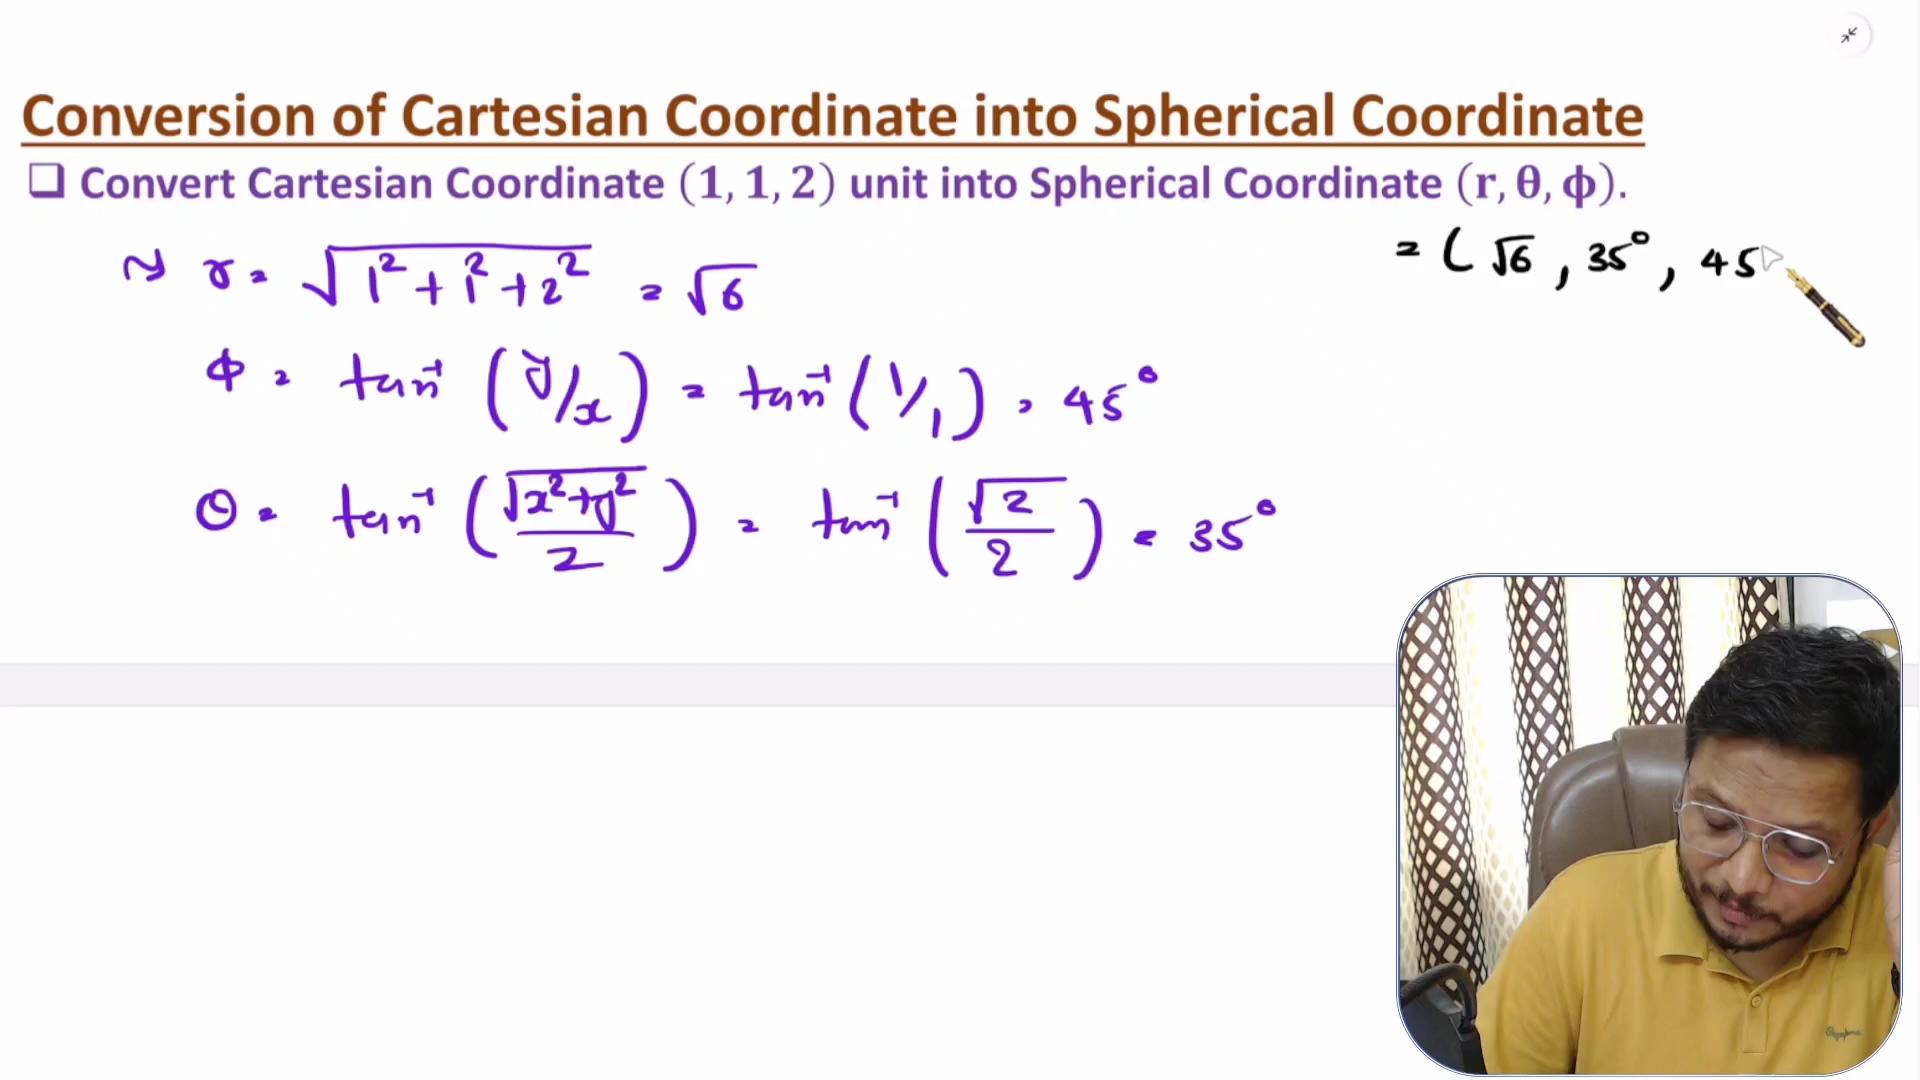 Conversion of Cartesian Coordinate into Spherical Coordinate
❑ Convert Cartesian Coordinate (1, 1, 2) unit into Spherical Coordinate (r, θ, ϕ).
= (√6, 35°, 45
r = √(1² + 1² + 2²) = √6
ϕ = tan⁻¹ (y/x) = tan⁻¹ (1/1) = 45°
θ = tan⁻¹ (√(x²+y²)/z) = tan⁻¹ (√2/2) = 35°